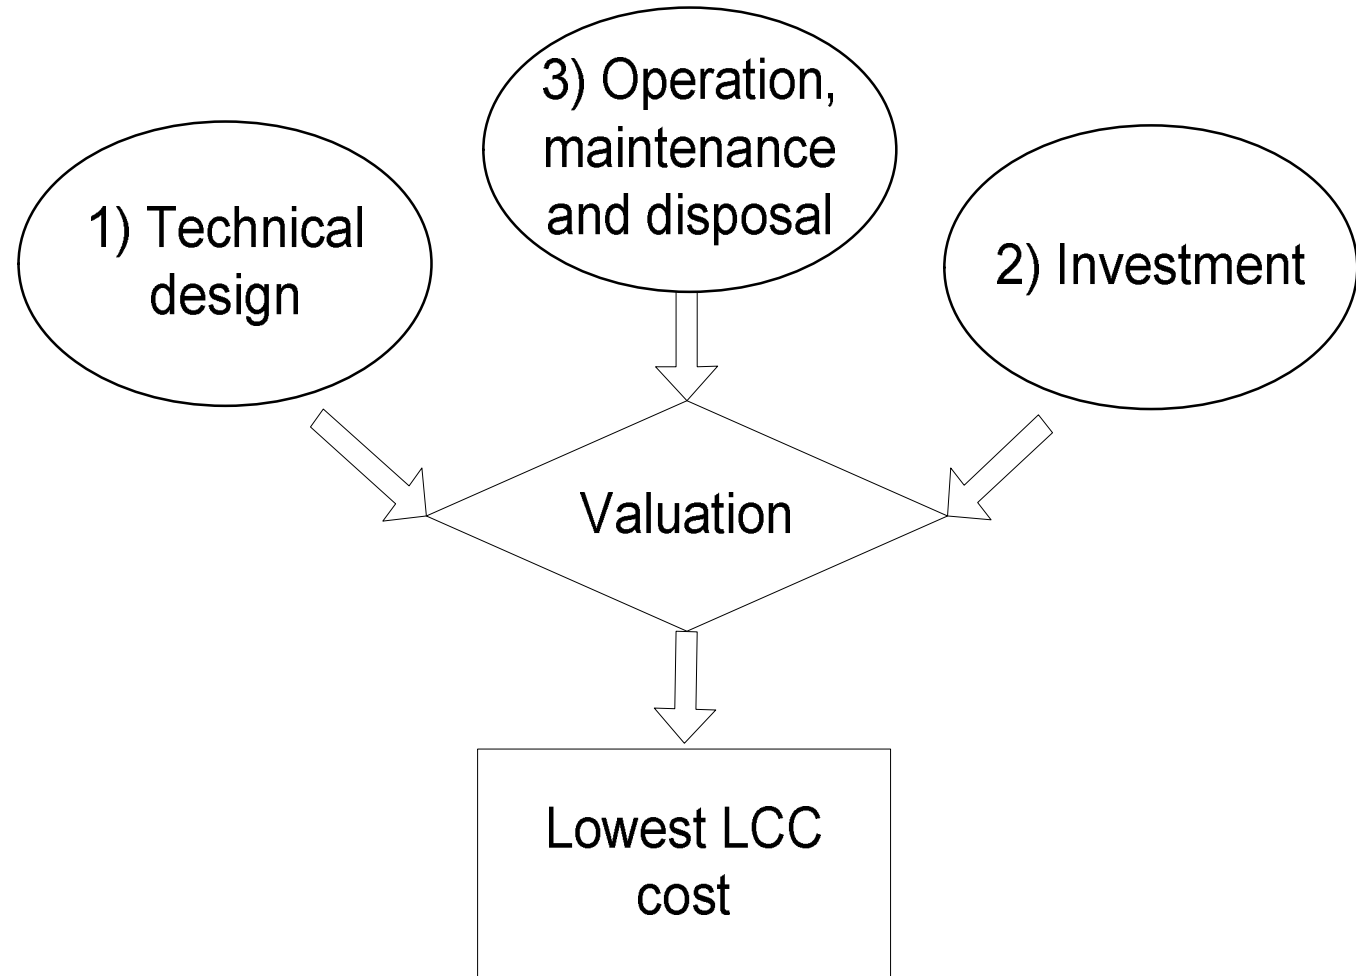 1) Technical
design
3) Operation,
maintenance
and disposal
2) Investment
Valuation
Lowest LCC
cost